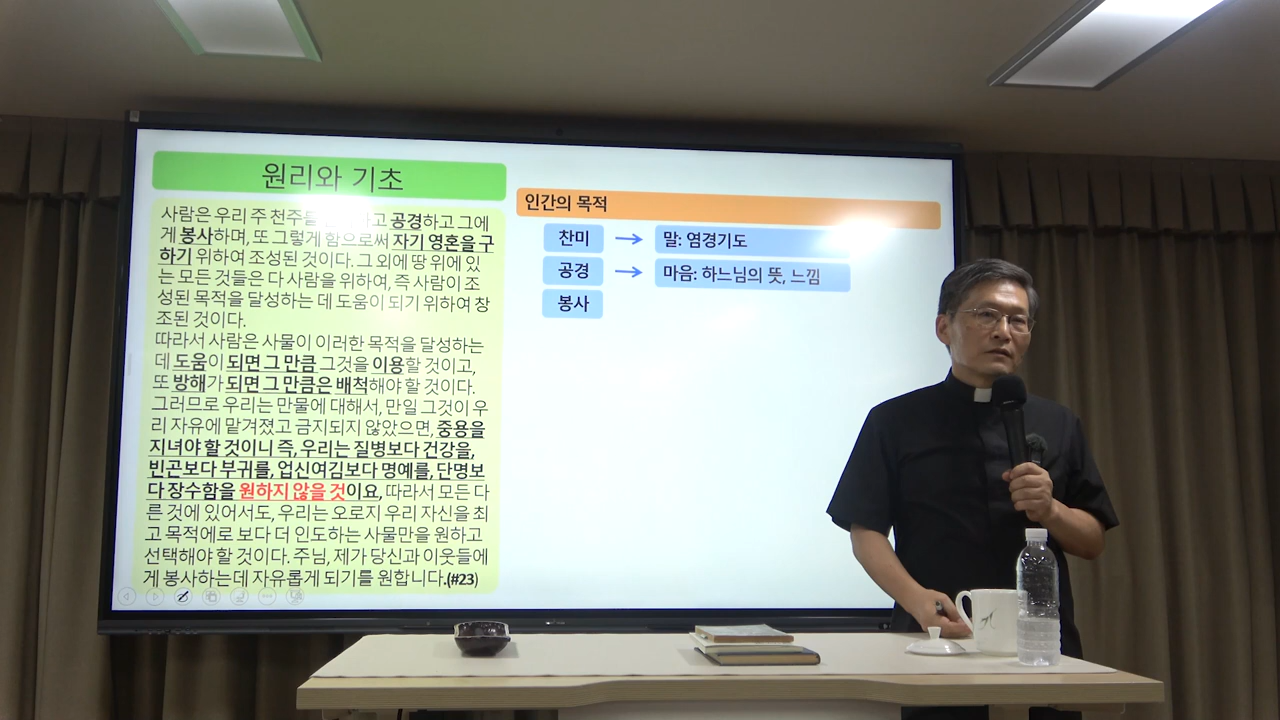 원리와 기초
사람은 우리 주 천주를 하고 공경하고 그에
게 봉사하며, 또 그렇게 함으로써 자기 영혼을 구
하기 위하여 조성된 것이다. 그 외에 땅 위에 있
는 모든 것들은 다 사람을 위하여, 즉 사람이 조
성된 목적을 달성하는 데 도움이 되기 위하여 창
조된 것이다.
따라서 사람은 사물이 이러한 목적을 달성하는
데 도움이 되면 그 만큼 그것을 이용할 것이고,
또 방해가 되면 그 만큼은 배척해야 할 것이다.
그러므로 우리는 만물에 대해서, 만일 그것이 우
리 자유에 맡겨졌고 금지되지 않았으면, 중용을
지녀야 할 것이니 즉, 우리는 질병보다 건강을,
빈곤보다 부귀를, 업신여김보다 명예를, 단명보
다 장수함을 원하지 않을 것이요, 따라서 모든 다
른 것에 있어서도, 우리는 오로지 우리 자신을 최
고 목적에로 보다 더 인도하는 사물만을 원하고
선택해야 할 것이다. 주님, 제가 당신과 이웃들에
게 봉사하는데 자유롭게 되기를 원합니다.(#23)
인간의 목적
찬미 → 말: 염경기도
공경 → 마음: 하느님의 뜻, 느낌
봉사